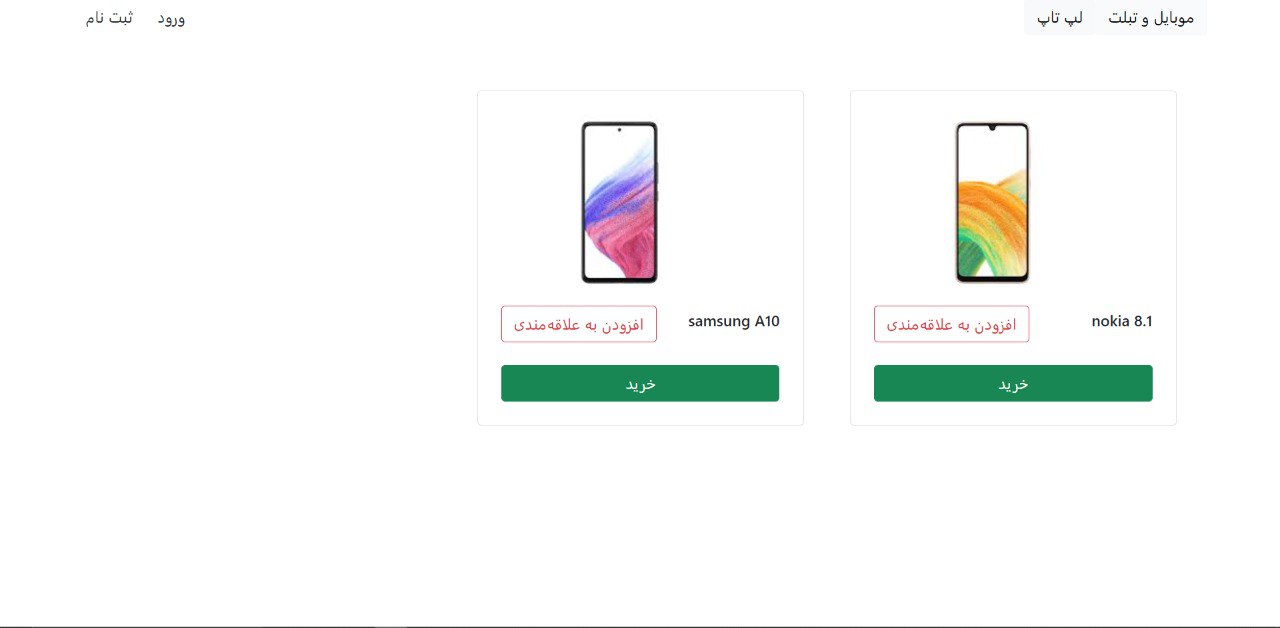 موبایل و تبلت
لپ تاپ
ورود
ثبت نام
nokia 8.1
افزودن به علاقه‌مندی
خرید
samsung A10
افزودن به علاقه‌مندی
خرید